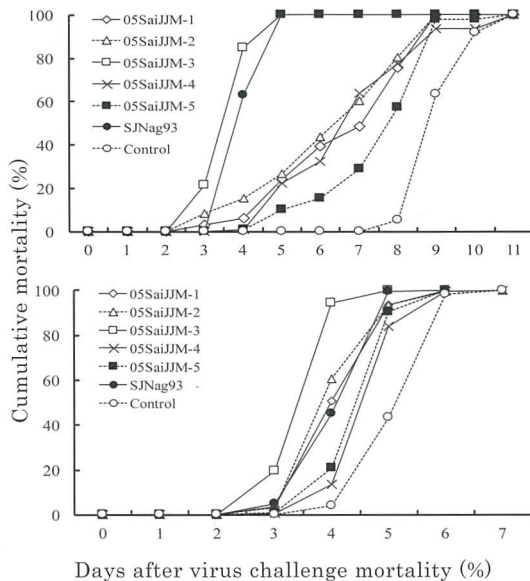 100
80
60
40
20
0
05SaiJJM-1
05SaiJJM-2
05SaiJJM-3
05SaiJJM-4
05SaiJJM-5
SJNag93
Control
0 1 2 3 4 5 6 7 8 9 10 11
Cumulative mortality (%)
100
80
60
40
20
0
05SaiJJM-1
05SaiJJM-2
05SaiJJM-3
05SaiJJM-4
05SaiJJM-5
SJNag93
Control
0 1 2 3 4 5 6 7
Days after virus challenge mortality (%)